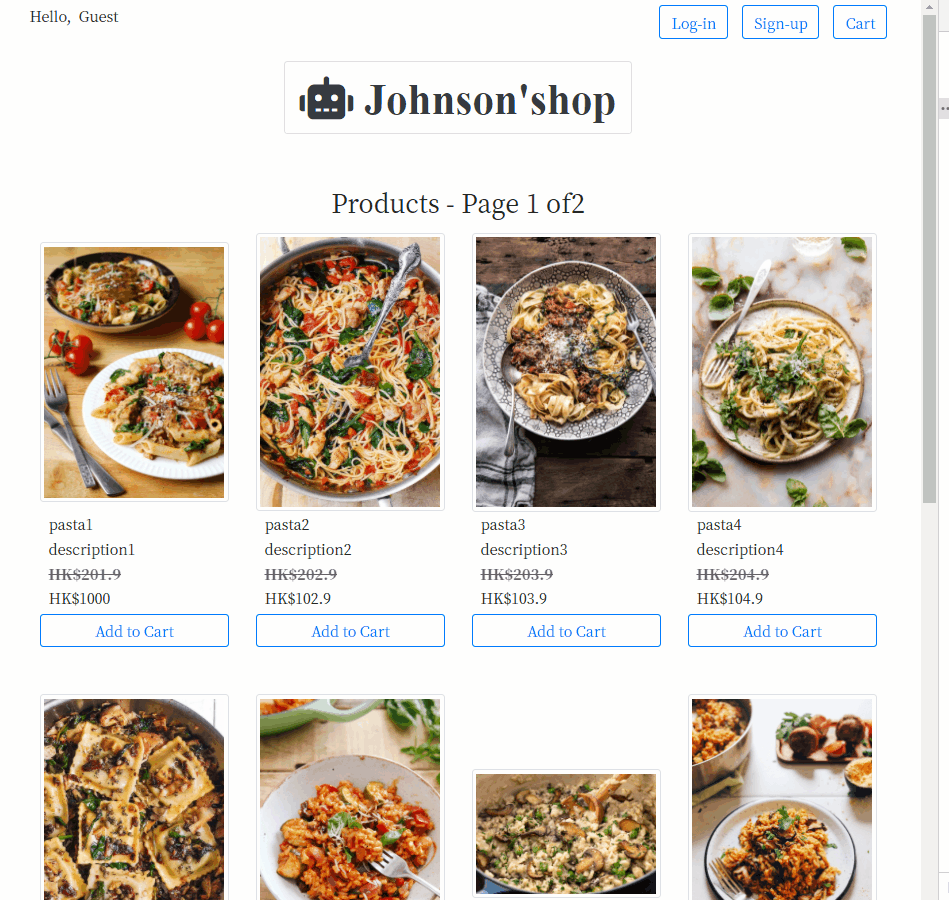 Hello, Guest
Log-in
Sign-up
Cart
Johnson'shop
Products - Page 1 of2
pasta1
description1
HK$201.9
HK$1000
Add to Cart
pasta2
description2
HK$202.9
HK$102.9
Add to Cart
pasta3
description3
HK$203.9
HK$103.9
Add to Cart
pasta4
description4
HK$204.9
HK$104.9
Add to Cart